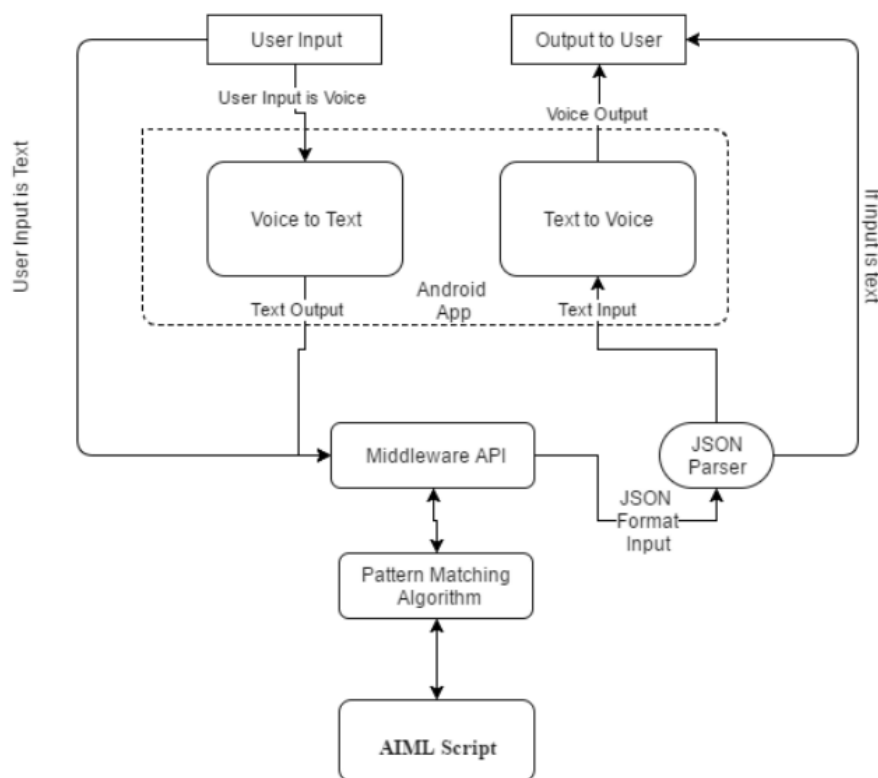 User Input
Output to User
User Input is Voice
Voice Output
User Input is Text
If input is text
Voice to Text
Text to Voice
Android
App
Text Output
Text Input
Middleware API
JSON
Parser
JSON
Format
Input
Pattern Matching
Algorithm
AIML Script